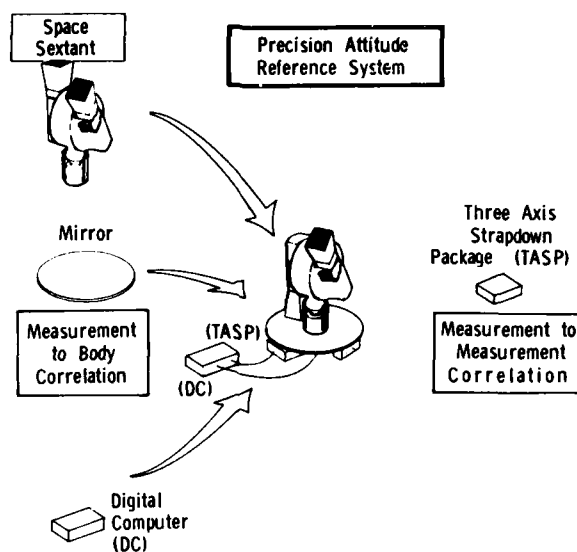 Space
Sextant
Precision Attitude
Reference System
Mirror
Measurement
to Body
Correlation
(TASP)
(DC)
Three Axis
Strapdown
Package (TASP)
Measurement to
Measurement
Correlation
Digital
Computer
(DC)